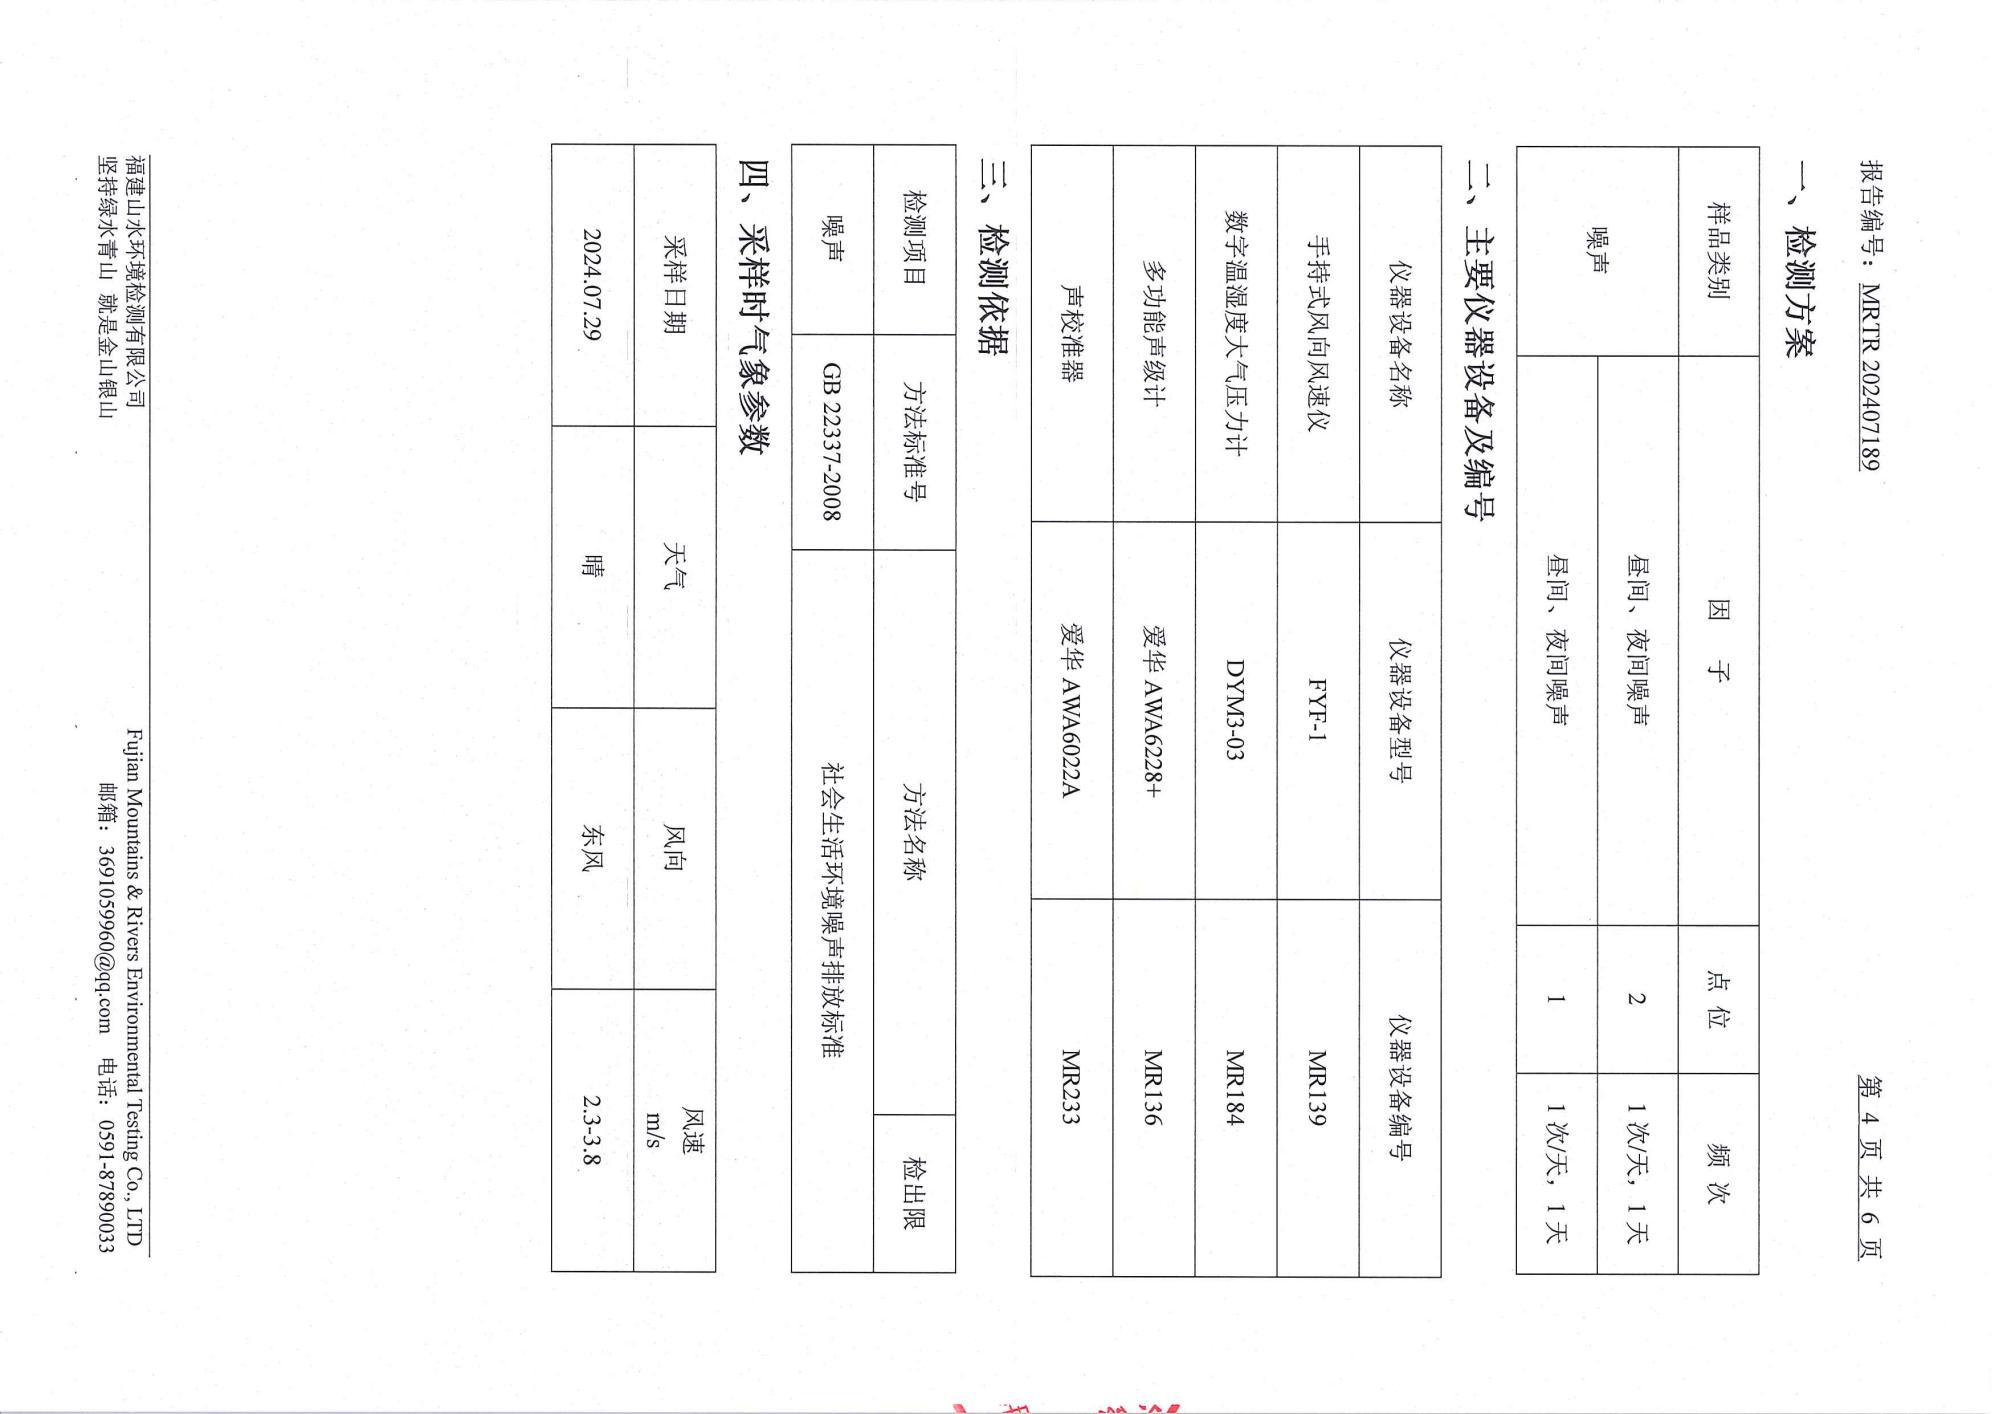 报告编号：MRTR 202407189 第 4 页 共 6 页
一、检测方案
样品类别 因 子 点 位 频 次
噪声 昼间、夜间噪声 2 1 次/天，1 天
昼间、夜间噪声 1 1 次/天，1 天
二、主要仪器设备及编号
仪器设备名称 仪器设备型号 仪器设备编号
手持式风向风速仪 FYF-1 MR139
数字温湿度大气压力计 DYM3-03 MR184
多功能声级计 爱华 AWA6228+ MR136
声校准器 爱华 AWA6022A MR233
三、检测依据
检测项目 方法标准号 方法名称 检出限
噪声 GB 22337-2008 社会生活环境噪声排放标准
四、采样时气象参数
采样日期 天气 风向 风速
m/s
2024.07.29 晴 东风 2.3-3.8
福建山水环境检测有限公司 Fujian Mountains & Rivers Environmental Testing Co., LTD
坚持绿水青山 就是金山银山 邮箱：3691059960@qq.com 电话：0591-87890033